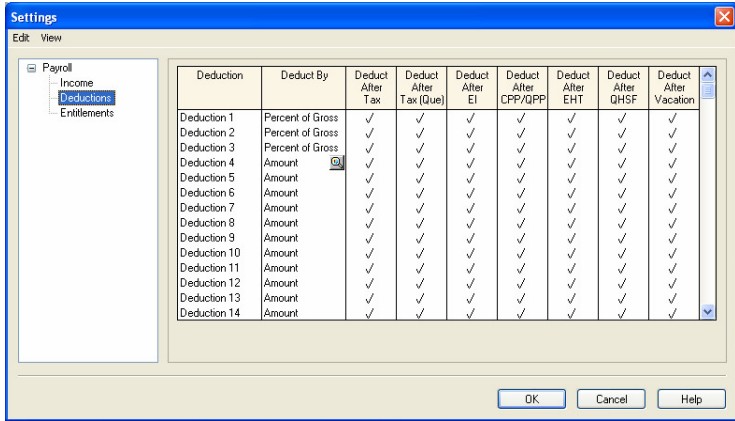 Settings
Edit View
Payroll
Income
Deductions
Entitlements
Deduction Deduct By Deduct After Tax Deduct After Tax (Que) Deduct After EI Deduct After CPP/QPP Deduct After EHT Deduct After QHSF Deduct After Vacation
Deduction 1 Percent of Gross ✓ ✓ ✓ ✓ ✓ ✓ ✓
Deduction 2 Percent of Gross ✓ ✓ ✓ ✓ ✓ ✓ ✓
Deduction 3 Percent of Gross ✓ ✓ ✓ ✓ ✓ ✓ ✓
Deduction 4 Amount ✓ ✓ ✓ ✓ ✓ ✓ ✓
Deduction 5 Amount ✓ ✓ ✓ ✓ ✓ ✓ ✓
Deduction 6 Amount ✓ ✓ ✓ ✓ ✓ ✓ ✓
Deduction 7 Amount ✓ ✓ ✓ ✓ ✓ ✓ ✓
Deduction 8 Amount ✓ ✓ ✓ ✓ ✓ ✓ ✓
Deduction 9 Amount ✓ ✓ ✓ ✓ ✓ ✓ ✓
Deduction 10 Amount ✓ ✓ ✓ ✓ ✓ ✓ ✓
Deduction 11 Amount ✓ ✓ ✓ ✓ ✓ ✓ ✓
Deduction 12 Amount ✓ ✓ ✓ ✓ ✓ ✓ ✓
Deduction 13 Amount ✓ ✓ ✓ ✓ ✓ ✓ ✓
Deduction 14 Amount ✓ ✓ ✓ ✓ ✓ ✓ ✓
OK Cancel Help